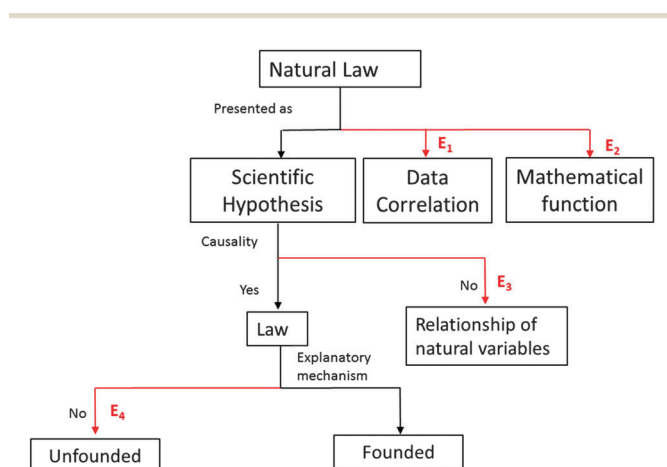 Natural Law
Presented as
E1
E2
Scientific
Hypothesis
Data
Correlation
Mathematical
function
Causality
No
E3
Yes
Law
Relationship of
natural variables
Explanatory
mechanism
No
E4
Unfounded
Founded